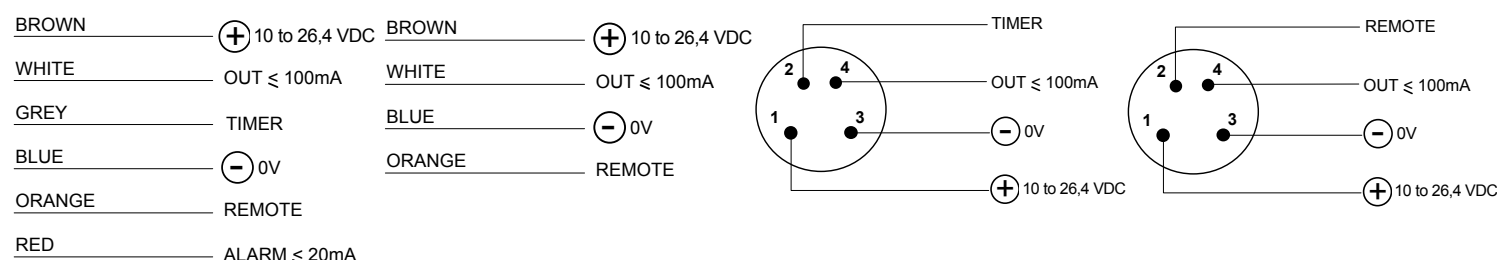 BROWN + 10 to 26,4 VDC
WHITE OUT ⩽ 100mA
GREY TIMER
BLUE - 0V
ORANGE REMOTE
RED ALARM ≤ 20mA
BROWN + 10 to 26,4 VDC
WHITE OUT ⩽ 100mA
BLUE - 0V
ORANGE REMOTE
TIMER
2 4 OUT ⩽ 100mA
1 3 - 0V
+ 10 to 26,4 VDC
REMOTE
2 4 OUT ⩽ 100mA
1 3 - 0V
+ 10 to 26,4 VDC